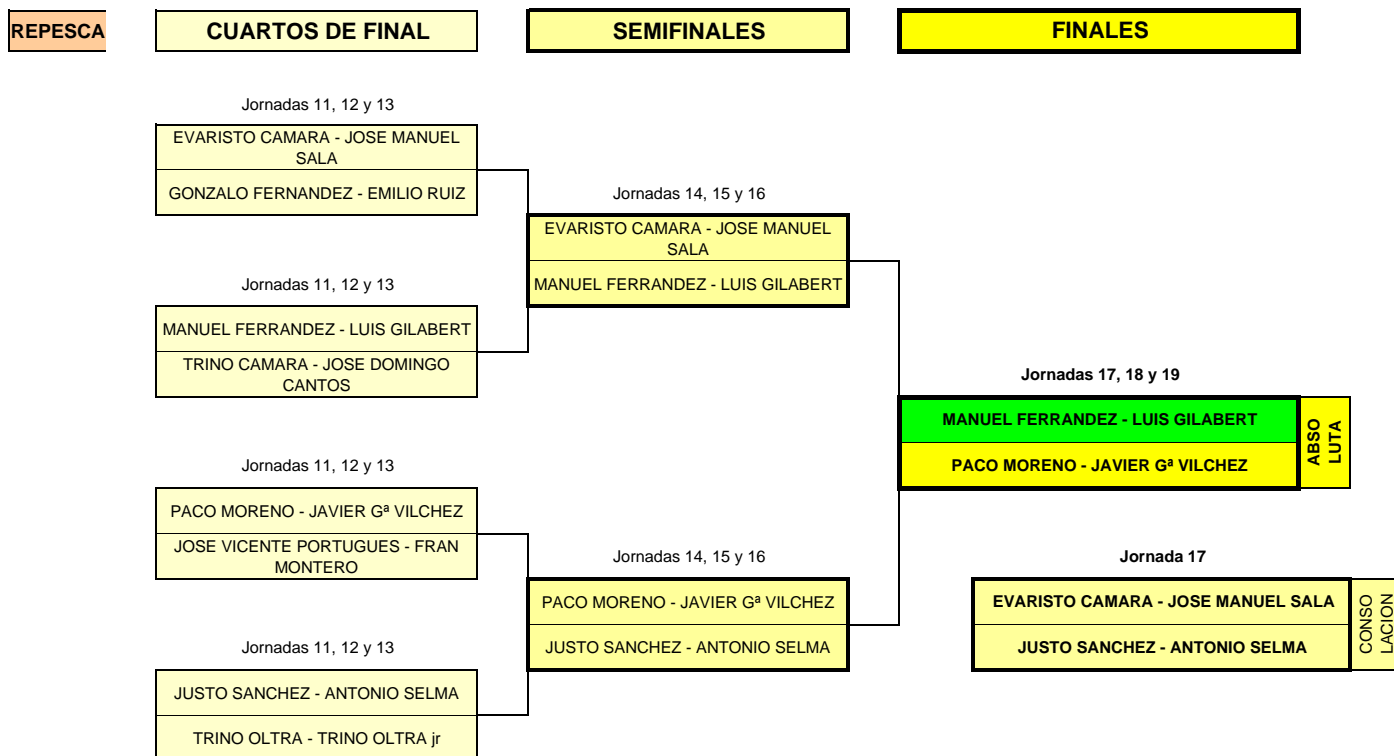 REPESCA
CUARTOS DE FINAL
SEMIFINALES
FINALES
Jornadas 11, 12 y 13
EVARISTO CAMARA - JOSE MANUEL
SALA
GONZALO FERNANDEZ - EMILIO RUIZ
Jornadas 14, 15 y 16
EVARISTO CAMARA - JOSE MANUEL
SALA
MANUEL FERRANDEZ - LUIS GILABERT
Jornadas 11, 12 y 13
MANUEL FERRANDEZ - LUIS GILABERT
TRINO CAMARA - JOSE DOMINGO
CANTOS
Jornadas 17, 18 y 19
MANUEL FERRANDEZ - LUIS GILABERT
PACO MORENO - JAVIER Gª VILCHEZ
ABSO
LUTA
Jornadas 11, 12 y 13
PACO MORENO - JAVIER Gª VILCHEZ
JOSE VICENTE PORTUGUES - FRAN
MONTERO
Jornadas 14, 15 y 16
PACO MORENO - JAVIER Gª VILCHEZ
JUSTO SANCHEZ - ANTONIO SELMA
Jornada 17
EVARISTO CAMARA - JOSE MANUEL SALA
JUSTO SANCHEZ - ANTONIO SELMA
CONSO
LACION
Jornadas 11, 12 y 13
JUSTO SANCHEZ - ANTONIO SELMA
TRINO OLTRA - TRINO OLTRA jr